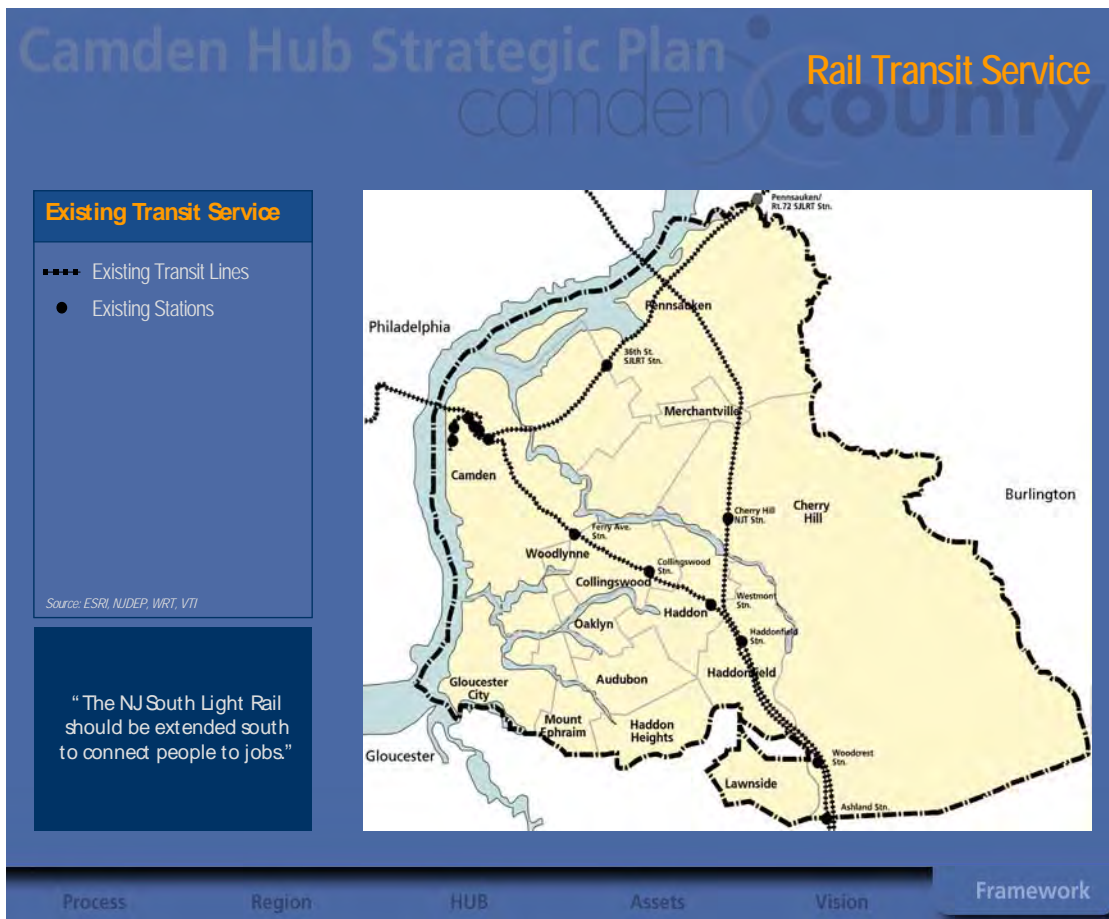 Camden Hub Strategic Plan
camden county
Rail Transit Service
Existing Transit Service
Existing Transit Lines
Existing Stations
Source: ESRI, NJDEP, WRT, VTI
“The NJ South Light Rail
should be extended south
to connect people to jobs.”
Pennsauken/
Rt.72 SJLRT Stn.
Pennsauken
Philadelphia
36th St.
SJLRT Stn.
Merchantville
Camden
Burlington
Cherry Hill
NJT Stn.
Cherry
Hill
Ferry Ave.
Stn.
Woodlynne
Collingswood
Stn.
Collingswood
Westmont
Stn.
Haddon
Oaklyn
Haddonfield
Stn.
Haddonfield
Audubon
Gloucester
City
Mount
Ephraim
Haddon
Heights
Gloucester
Woodcrest
Stn.
Lawnside
Ashland Stn.
Process
Region
HUB
Assets
Vision
Framework